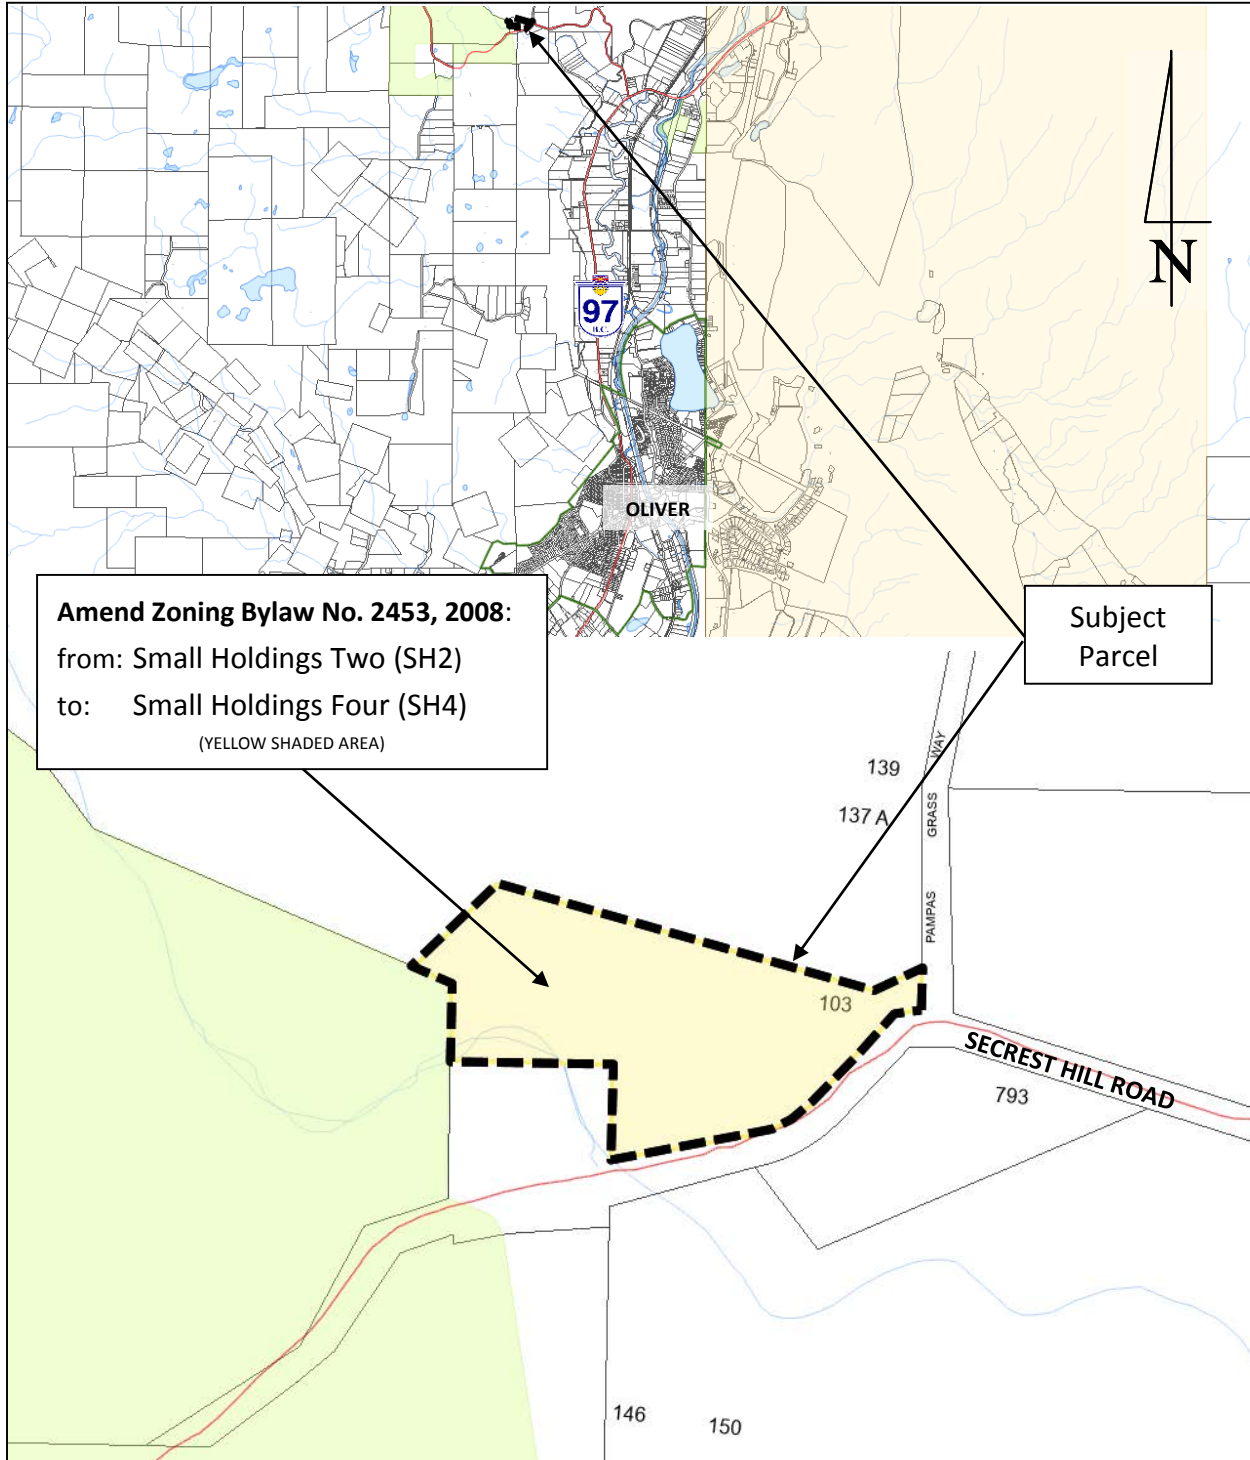 N
97
B.C.
OLIVER
Amend Zoning Bylaw No. 2453, 2008:
from: Small Holdings Two (SH2)
to: Small Holdings Four (SH4)
(YELLOW SHADED AREA)
Subject
Parcel
139
137 A
PAMPAS GRASS WAY
103
SECREST HILL ROAD
793
146
150